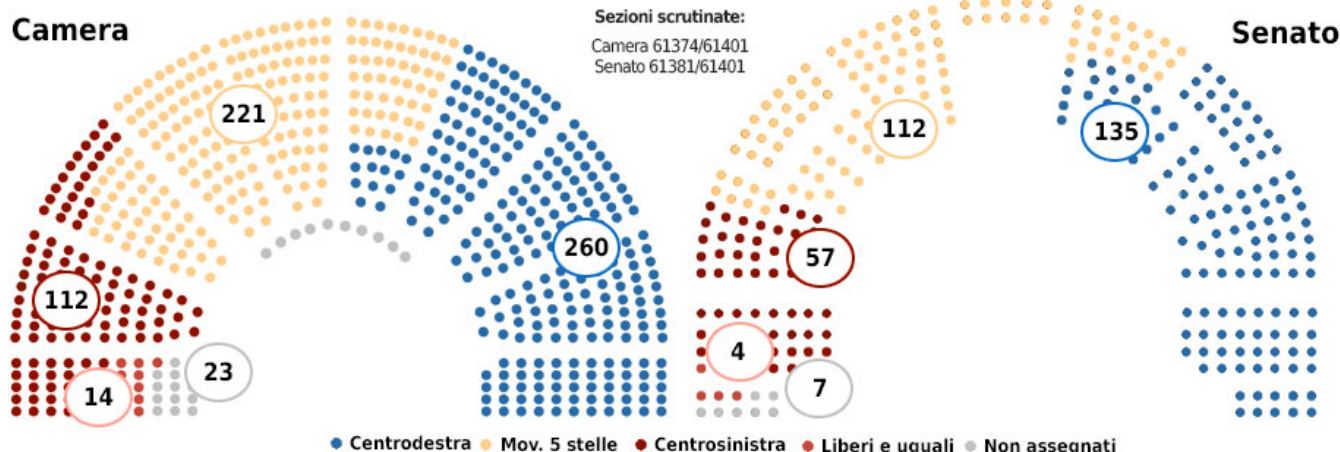 Camera
Sezioni scrutinate:
Camera 61374/61401
Senato 61381/61401
Senato
221
112
135
260
57
112
4
23
7
14
Centrodestra Mov. 5 stelle Centrosinistra Liberi e uguali Non assegnati